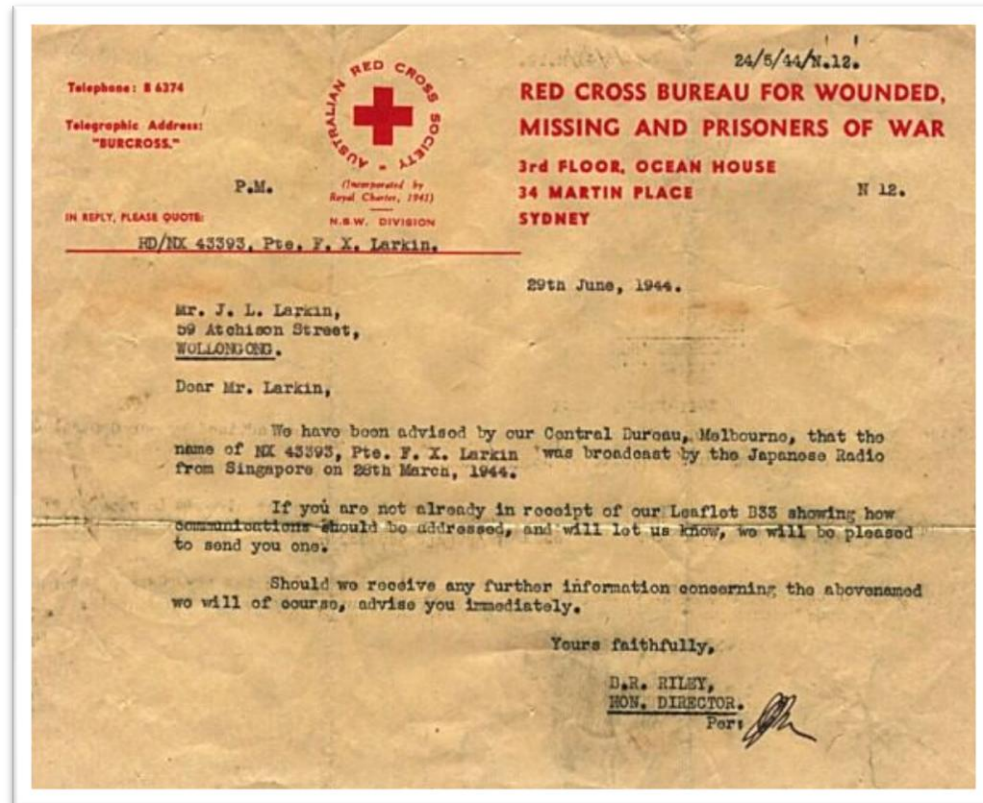 24/5/44/N.12.
Telephone: B 6374
Telegraphic Address:
"BURCROSS."
P.M.
IN REPLY, PLEASE QUOTE:
RD/NX 43393, Pte. F. X. Larkin.
AUSTRALIAN RED CROSS SOCIETY
(Incorporated by
Royal Charter, 1941)
N.S.W. DIVISION
RED CROSS BUREAU FOR WOUNDED,
MISSING AND PRISONERS OF WAR
3rd FLOOR, OCEAN HOUSE
34 MARTIN PLACE
SYDNEY
N 12.
29th June, 1944.
Mr. J. L. Larkin,
59 Atchison Street,
WOLLONGONG.
Dear Mr. Larkin,
We have been advised by our Central Bureau, Melbourne, that the
name of NX 43393, Pte. F. X. Larkin was broadcast by the Japanese Radio
from Singapore on 28th March, 1944.
If you are not already in receipt of our Leaflet B33 showing how
communications should be addressed, and will let us know, we will be pleased
to send you one.
Should we receive any further information concerning the abovenamed
we will of course, advise you immediately.
Yours faithfully,
D.R. RILEY,
HON. DIRECTOR.
Per: